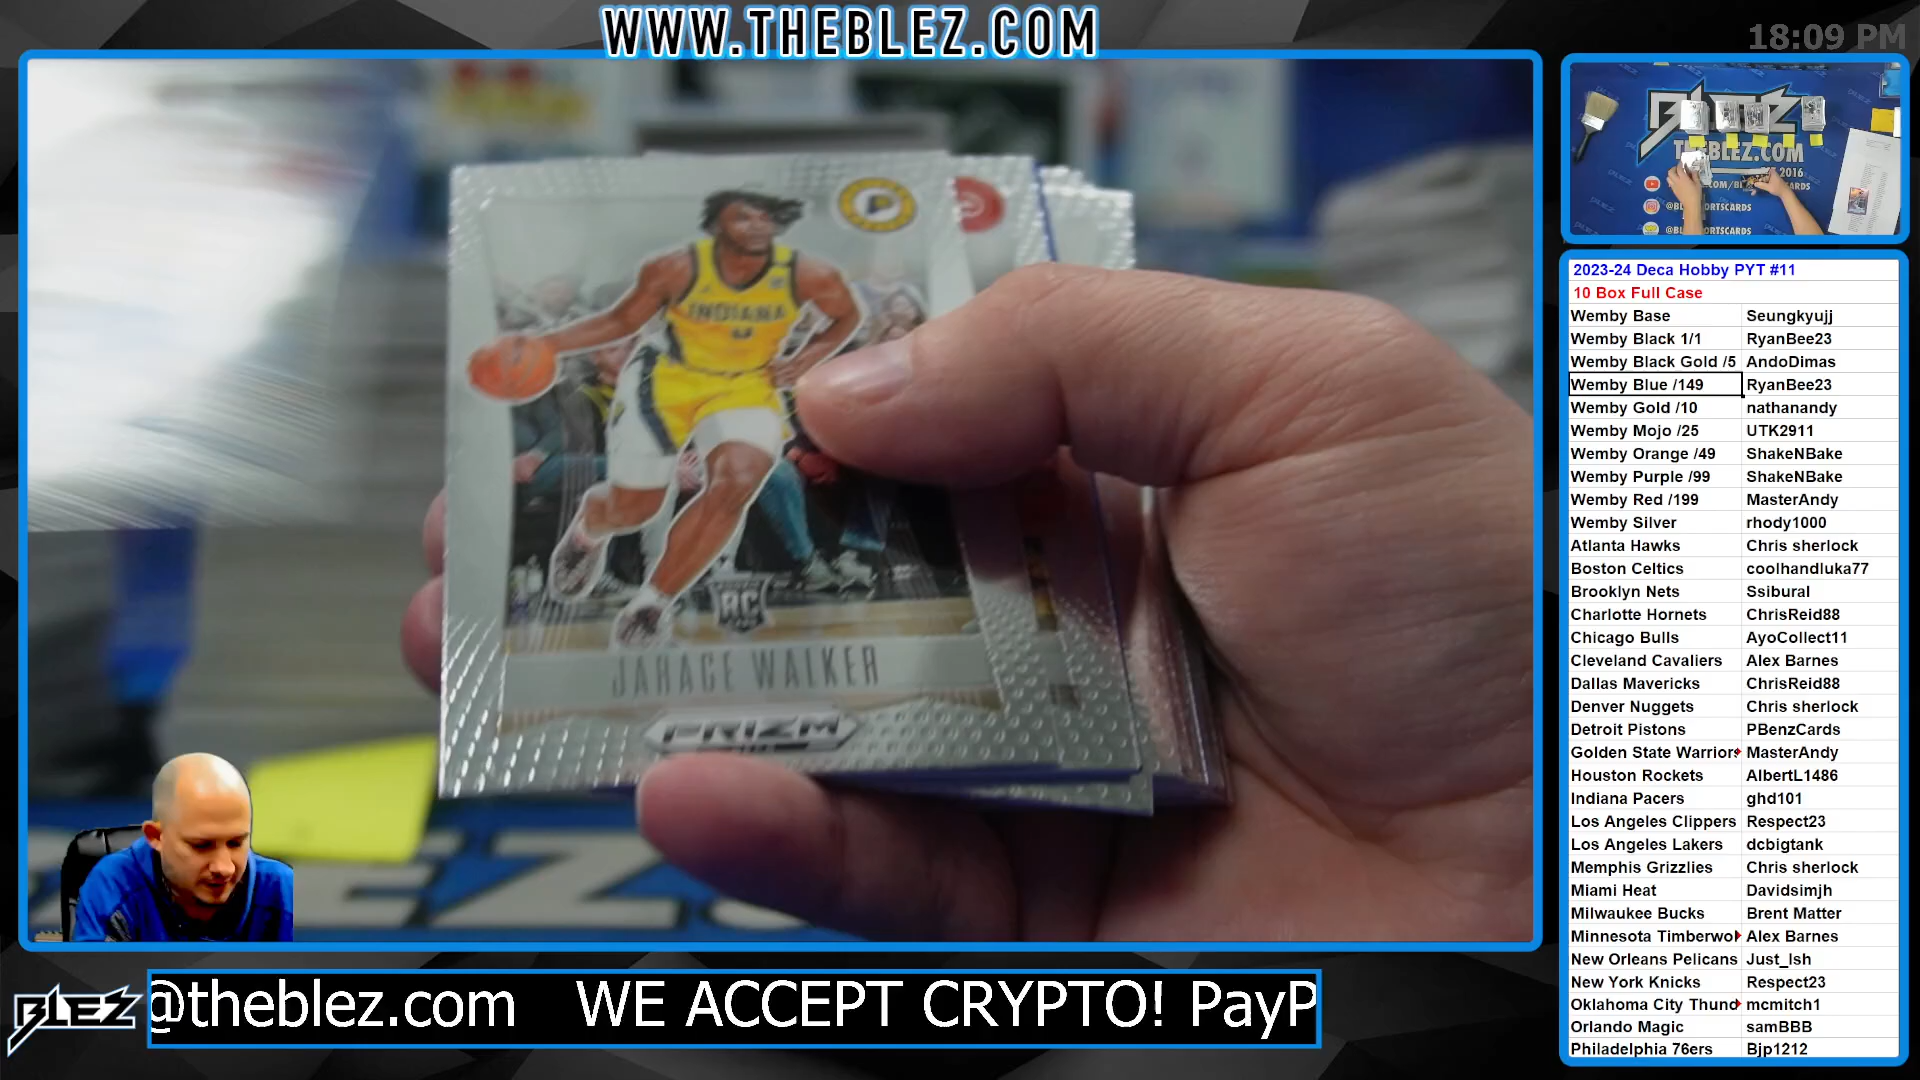 WWW.THEBLEZ.COM
18:09 PM
INDIANA
RC
JARACE WALKER
PRIZM
BLEZ
THEBLEZ.COM
2016
2023-24 Deca Hobby PYT #11
10 Box Full Case
Wemby Base Seungkyujj
Wemby Black 1/1 RyanBee23
Wemby Black Gold /5 AndoDimas
Wemby Blue /149 RyanBee23
Wemby Gold /10 nathanandy
Wemby Mojo /25 UTK2911
Wemby Orange /49 ShakeNBake
Wemby Purple /99 ShakeNBake
Wemby Red /199 MasterAndy
Wemby Silver rhody1000
Atlanta Hawks Chris sherlock
Boston Celtics coolhandluka77
Brooklyn Nets Ssibural
Charlotte Hornets ChrisReid88
Chicago Bulls AyoCollect11
Cleveland Cavaliers Alex Barnes
Dallas Mavericks ChrisReid88
Denver Nuggets Chris sherlock
Detroit Pistons PBenzCards
Golden State Warriors MasterAndy
Houston Rockets AlbertL1486
Indiana Pacers ghd101
Los Angeles Clippers Respect23
Los Angeles Lakers dcbigtank
Memphis Grizzlies Chris sherlock
Miami Heat Davidsimjh
Milwaukee Bucks Brent Matter
Minnesota Timberwol Alex Barnes
New Orleans Pelicans Just_Ish
New York Knicks Respect23
Oklahoma City Thund mcmitch1
Orlando Magic samBBB
Philadelphia 76ers Bjp1212
BLEZ
@theblez.com WE ACCEPT CRYPTO! PayP